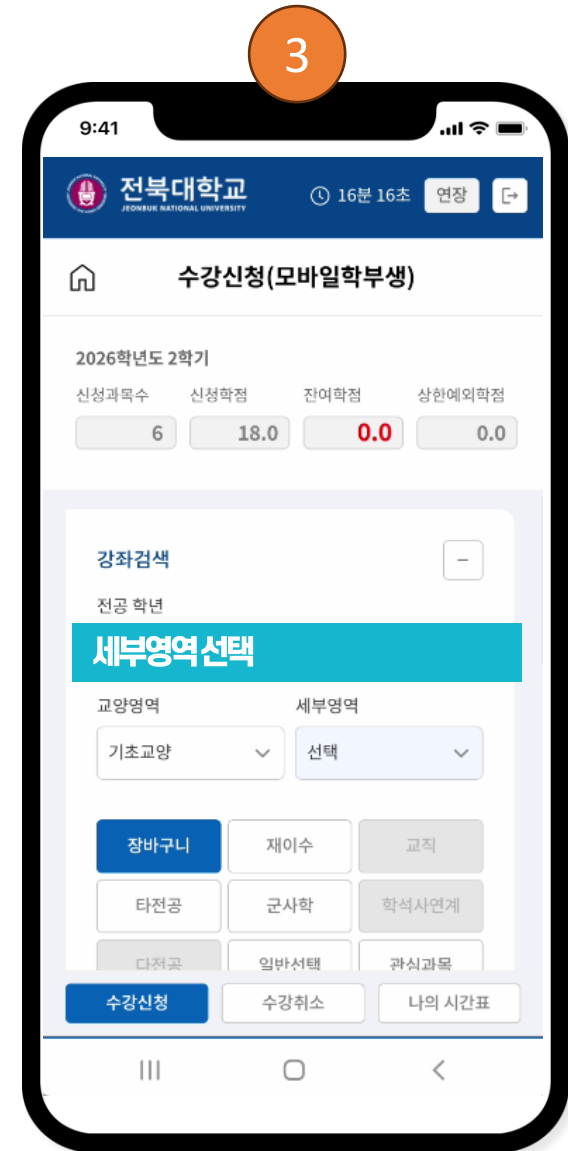 3
9:41
전북대학교
JEONBUK NATIONAL UNIVERSITY
16분 16초
연장
수강신청(모바일학부생)
2026학년도 2학기
신청과목수 신청학점 잔여학점 상한예외학점
6 18.0 0.0 0.0
강좌검색
전공 학년
세부영역 선택
교양영역 세부영역
기초교양 선택
장바구니 재이수 교직
타전공 군사학 학석사연계
다전공 일반선택 관심과목
수강신청 수강취소 나의 시간표